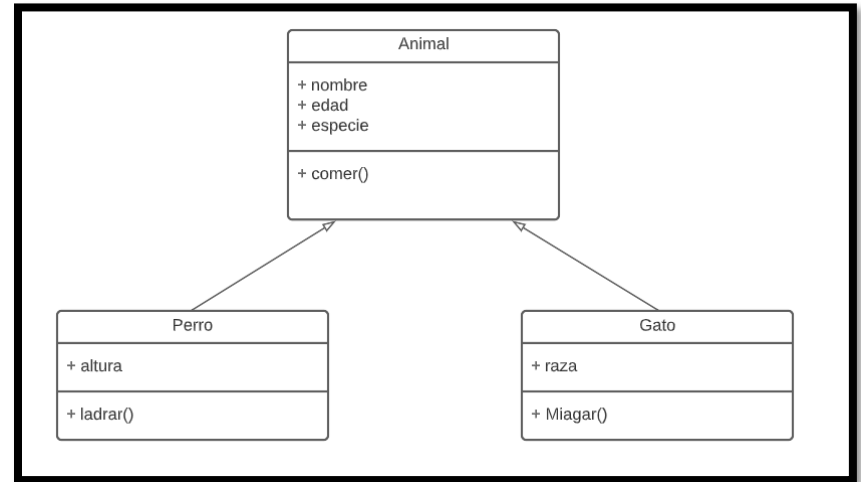 Animal
+ nombre
+ edad
+ especie
+ comer()
Perro
+ altura
+ ladrar()
Gato
+ raza
+ Miagar()